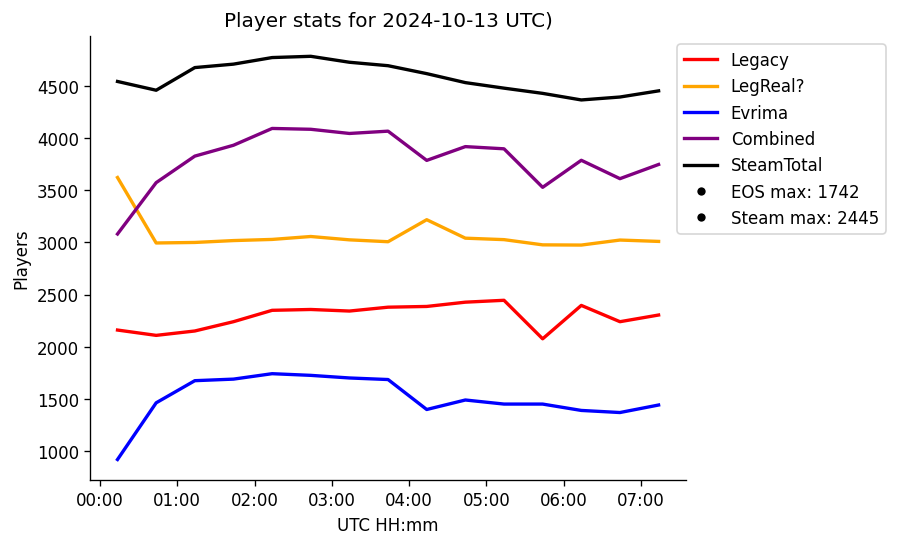 Player stats for 2024-10-13 UTC)
Legacy
LegReal?
Evrima
Combined
SteamTotal
EOS max: 1742
Steam max: 2445
Players
4500
4000
3500
3000
2500
2000
1500
1000
00:00 01:00 02:00 03:00 04:00 05:00 06:00 07:00
UTC HH:mm